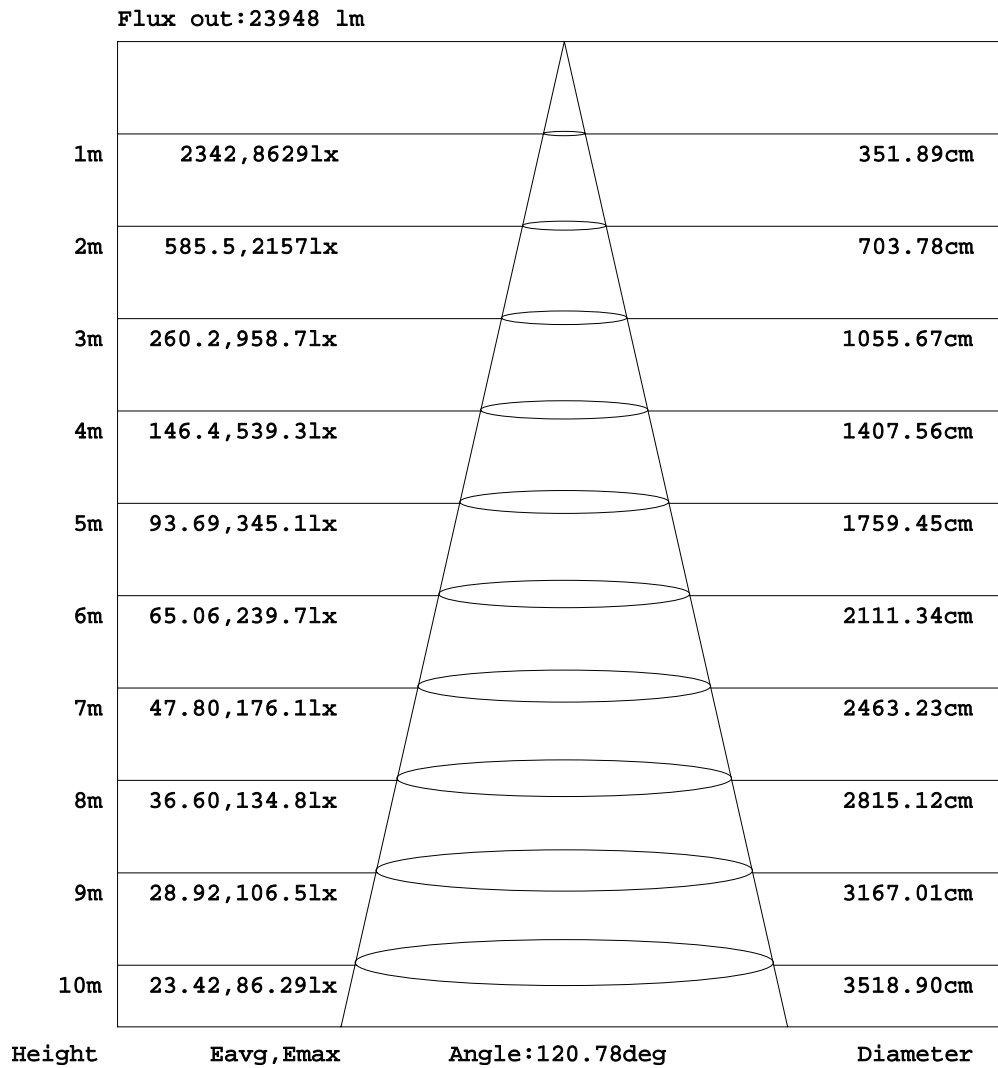 Flux out:23948 lm
1m 2342,8629lx 351.89cm
2m 585.5,2157lx 703.78cm
3m 260.2,958.7lx 1055.67cm
4m 146.4,539.3lx 1407.56cm
5m 93.69,345.1lx 1759.45cm
6m 65.06,239.7lx 2111.34cm
7m 47.80,176.1lx 2463.23cm
8m 36.60,134.8lx 2815.12cm
9m 28.92,106.5lx 3167.01cm
10m 23.42,86.29lx 3518.90cm
Height Eavg,Emax Angle:120.78deg Diameter